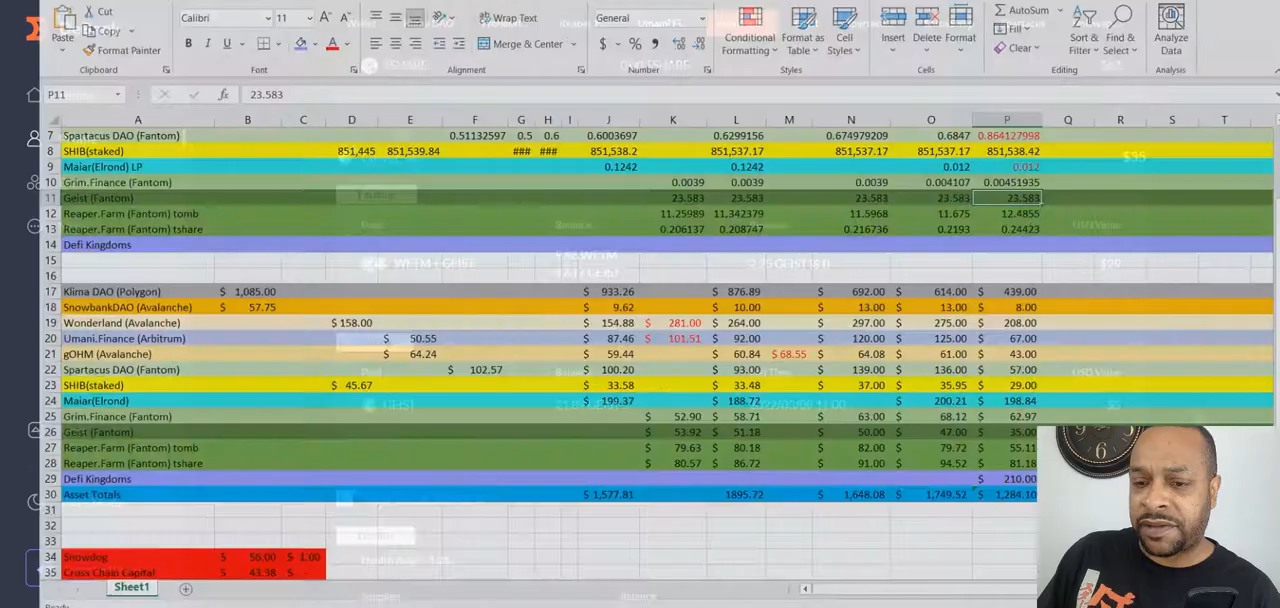 Cut
Copy
Format Painter
Paste
Clipboard
Calibri 11
B I U
Font
Wrap Text
Merge & Center
Alignment
General
$ % ,
Number
Conditional Formatting
Format as Table
Cell Styles
Styles
Insert Delete Format
Cells
AutoSum
Fill
Clear
Sort & Filter
Find & Select
Editing
Analyze Data
Analysis
P11 fx 23.583
A B C D E F G H I J K L M N O P Q R S T
7 Spartacus DAO (Fantom) 0.51132597 0.5 0.6 0.6003697 0.6299156 0.674979209 0.6847 0.864127998
8 SHIB(staked) 851,445 851,539.84 ### ### 851,538.2 851,537.17 851,537.17 851,537.17 851,538.42
9 Maiar(Elrond) LP 0.1242 0.1242 0.012 0.012
10 Grim.Finance (Fantom) 0.0039 0.0039 0.0039 0.004107 0.00451935
11 Geist (Fantom) 23.583 23.583 23.583 23.583 23.583
12 Reaper.Farm (Fantom) tomb 11.25989 11.342379 11.5968 11.675 12.4855
13 Reaper.Farm (Fantom) tshare 0.206137 0.208747 0.216736 0.2193 0.24423
14 Defi Kingdoms
15
16
17 Klima DAO (Polygon) $ 1,085.00 $ 933.26 $ 876.89 $ 692.00 $ 614.00 $ 439.00
18 SnowbankDAO (Avalanche) $ 57.75 $ 9.62 $ 10.00 $ 13.00 $ 13.00 $ 8.00
19 Wonderland (Avalanche) $ 158.00 $ 154.88 $ 281.00 $ 264.00 $ 297.00 $ 275.00 $ 208.00
20 Umani.Finance (Arbitrum) $ 50.55 $ 87.46 $ 101.51 $ 92.00 $ 120.00 $ 125.00 $ 67.00
21 gOHM (Avalanche) $ 64.24 $ 59.44 $ 60.84 $ 68.55 $ 64.08 $ 61.00 $ 43.00
22 Spartacus DAO (Fantom) $ 102.57 $ 100.20 $ 93.00 $ 139.00 $ 136.00 $ 57.00
23 SHIB(staked) $ 45.67 $ 33.58 $ 33.48 $ 37.00 $ 35.95 $ 29.00
24 Maiar(Elrond) $ 199.37 $ 188.72 $ 200.21 $ 198.84
25 Grim.Finance (Fantom) $ 52.90 $ 58.71 $ 63.00 $ 68.12 $ 62.97
26 Geist (Fantom) $ 53.92 $ 51.18 $ 50.00 $ 47.00 $ 35.00
27 Reaper.Farm (Fantom) tomb $ 79.63 $ 80.18 $ 82.00 $ 79.72 $ 55.11
28 Reaper.Farm (Fantom) tshare $ 80.57 $ 86.72 $ 91.00 $ 94.52 $ 81.18
29 Defi Kingdoms $ 210.00
30 Asset Totals $ 1,577.81 1895.72 $ 1,648.08 $ 1,749.52 $ 1,284.10
31
32
33
34 Snowdog $ 56.00 $ 1.00
35 Cross Chain Capital $ 43.38 $
Sheet1
WFTM + GEIST
$95
$29
GEIST